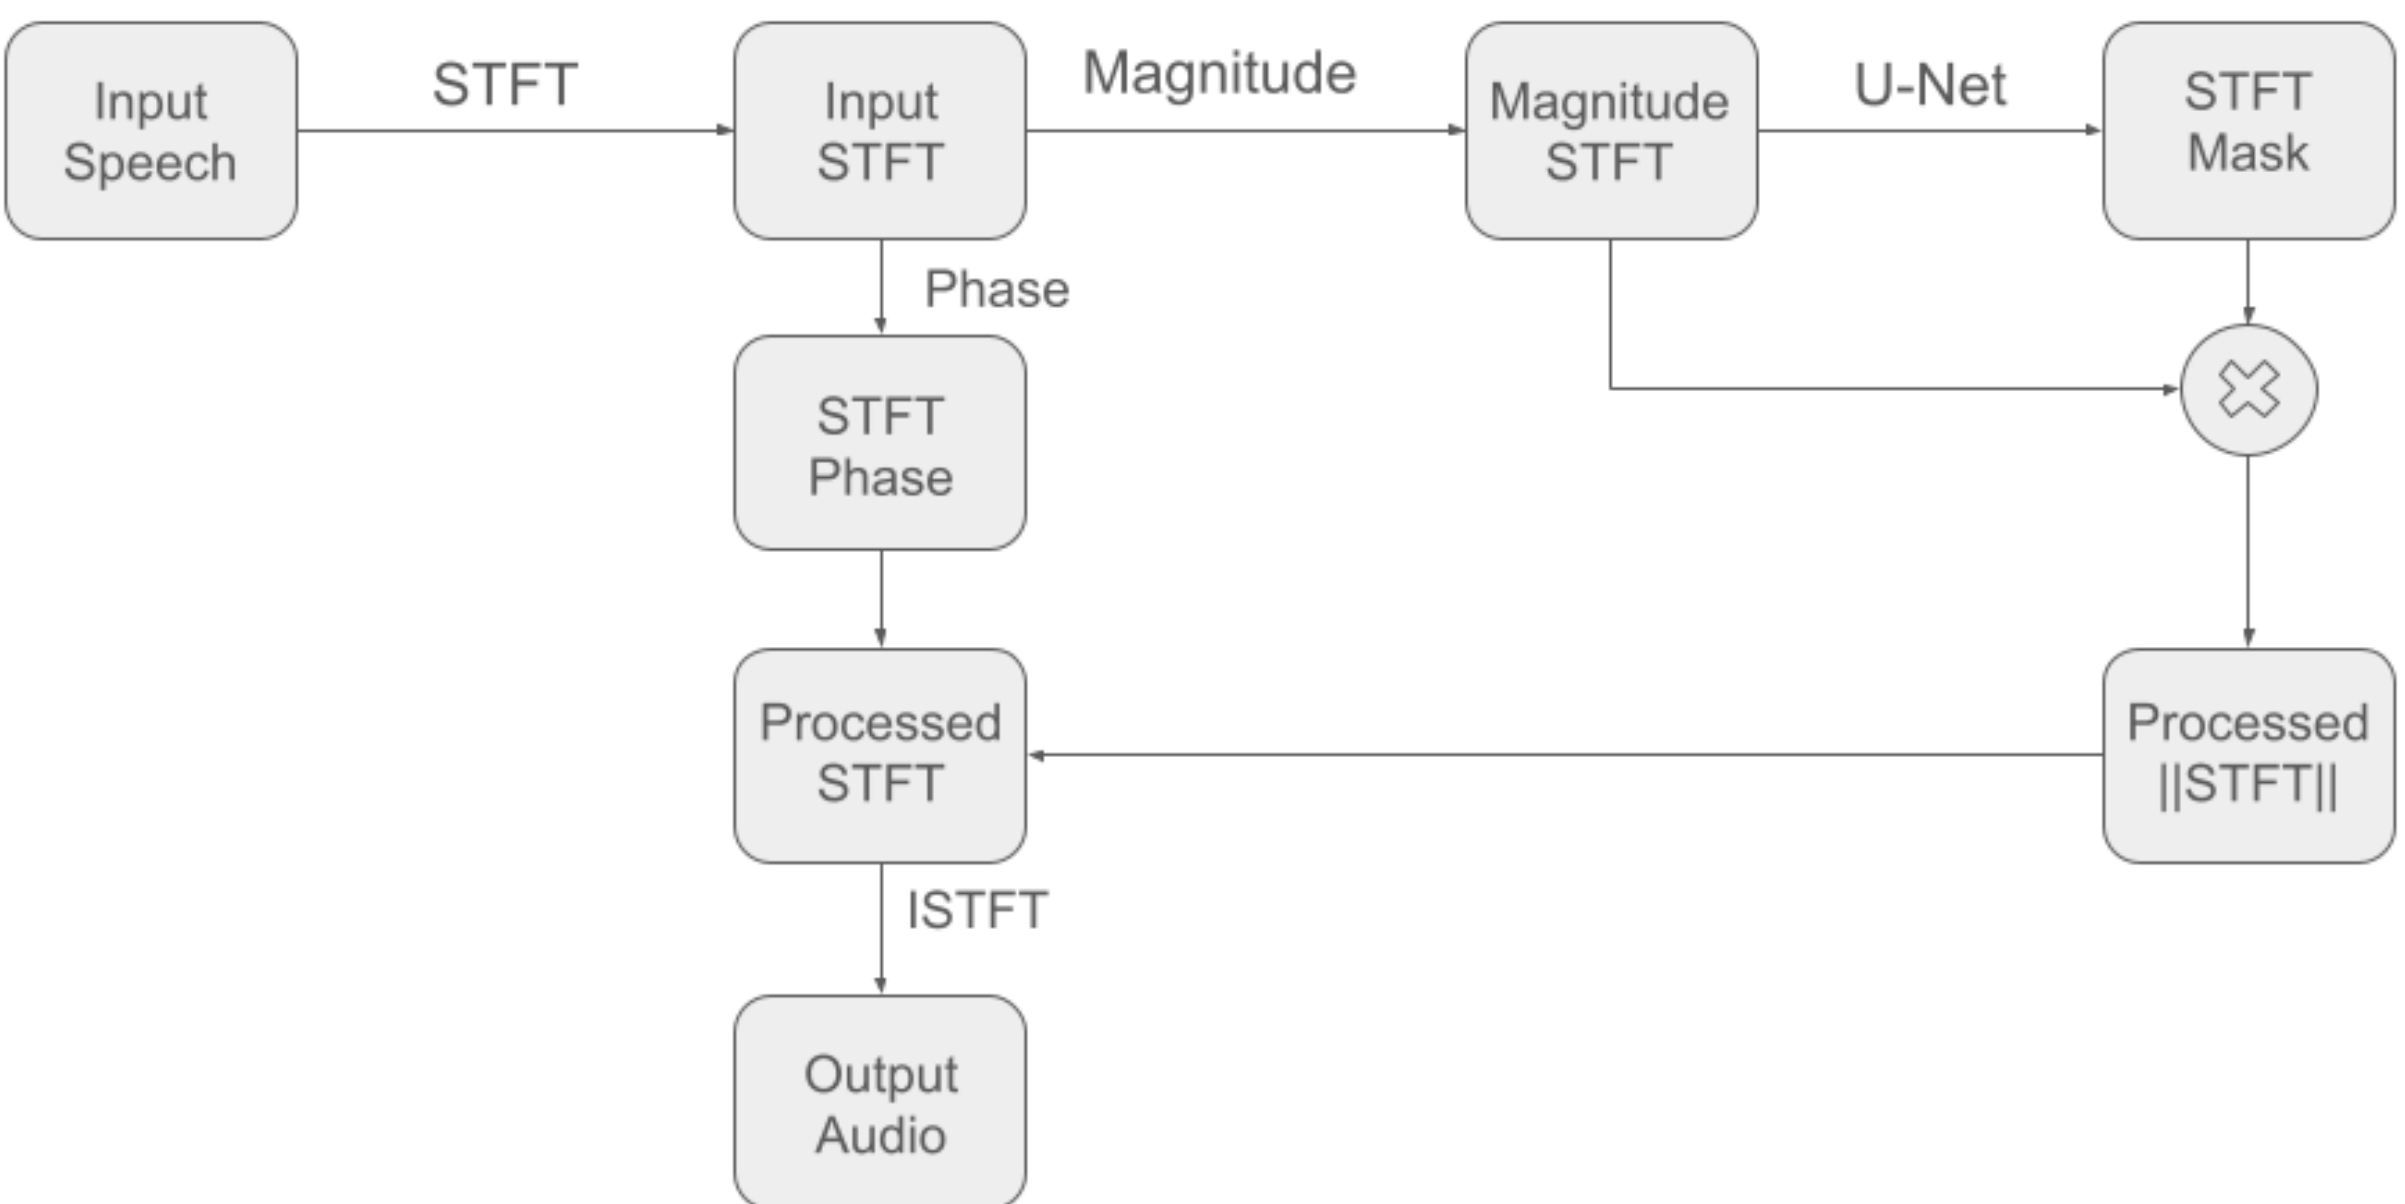 Input
Speech
STFT
Input
STFT
Magnitude
Magnitude
STFT
U-Net
STFT
Mask
Phase
STFT
Phase
Processed
STFT
Processed
||STFT||
ISTFT
Output
Audio